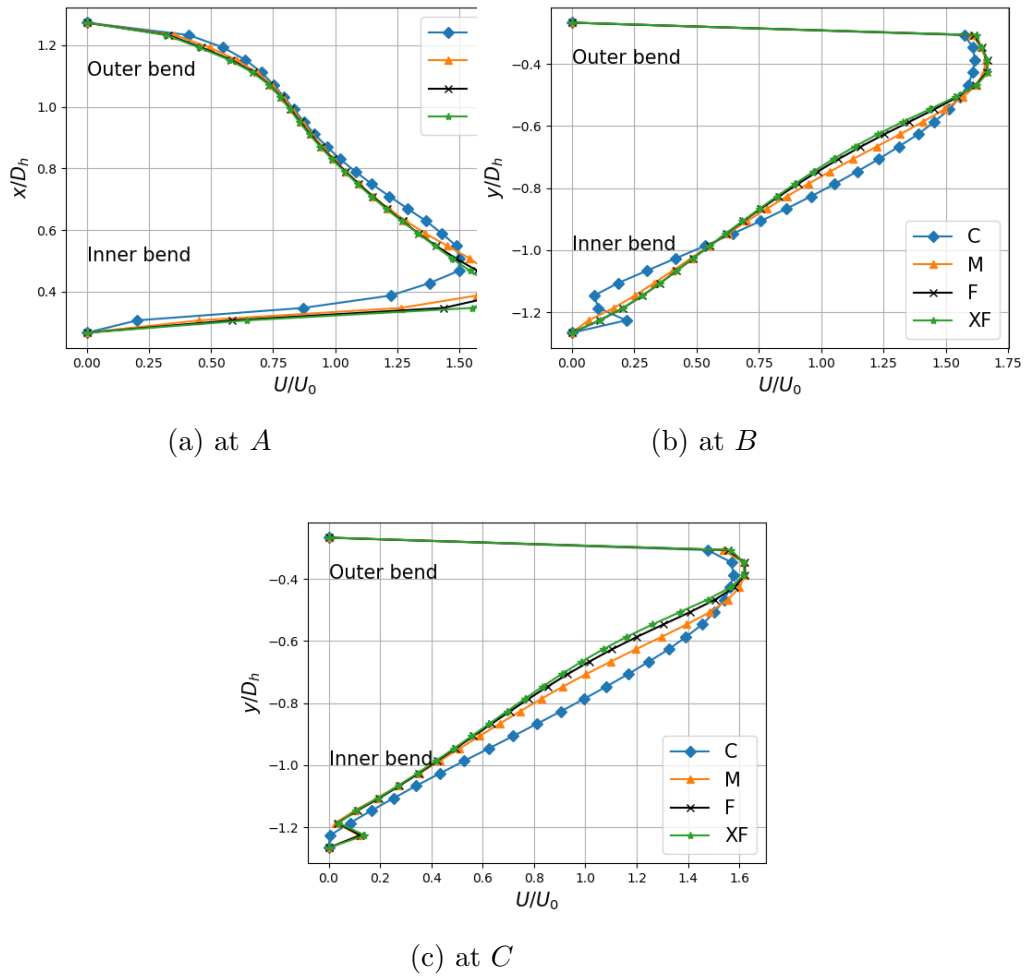 1.2
1.0
0.8
0.6
0.4
x/D_h
Outer bend
Inner bend
0.00 0.25 0.50 0.75 1.00 1.25 1.50
U/U_0
(a) at A
−0.4
−0.6
−0.8
−1.0
−1.2
y/D_h
Outer bend
Inner bend
C
M
F
XF
0.00 0.25 0.50 0.75 1.00 1.25 1.50 1.75
U/U_0
(b) at B
−0.4
−0.6
−0.8
−1.0
−1.2
y/D_h
Outer bend
Inner bend
C
M
F
XF
0.0 0.2 0.4 0.6 0.8 1.0 1.2 1.4 1.6
U/U_0
(c) at C